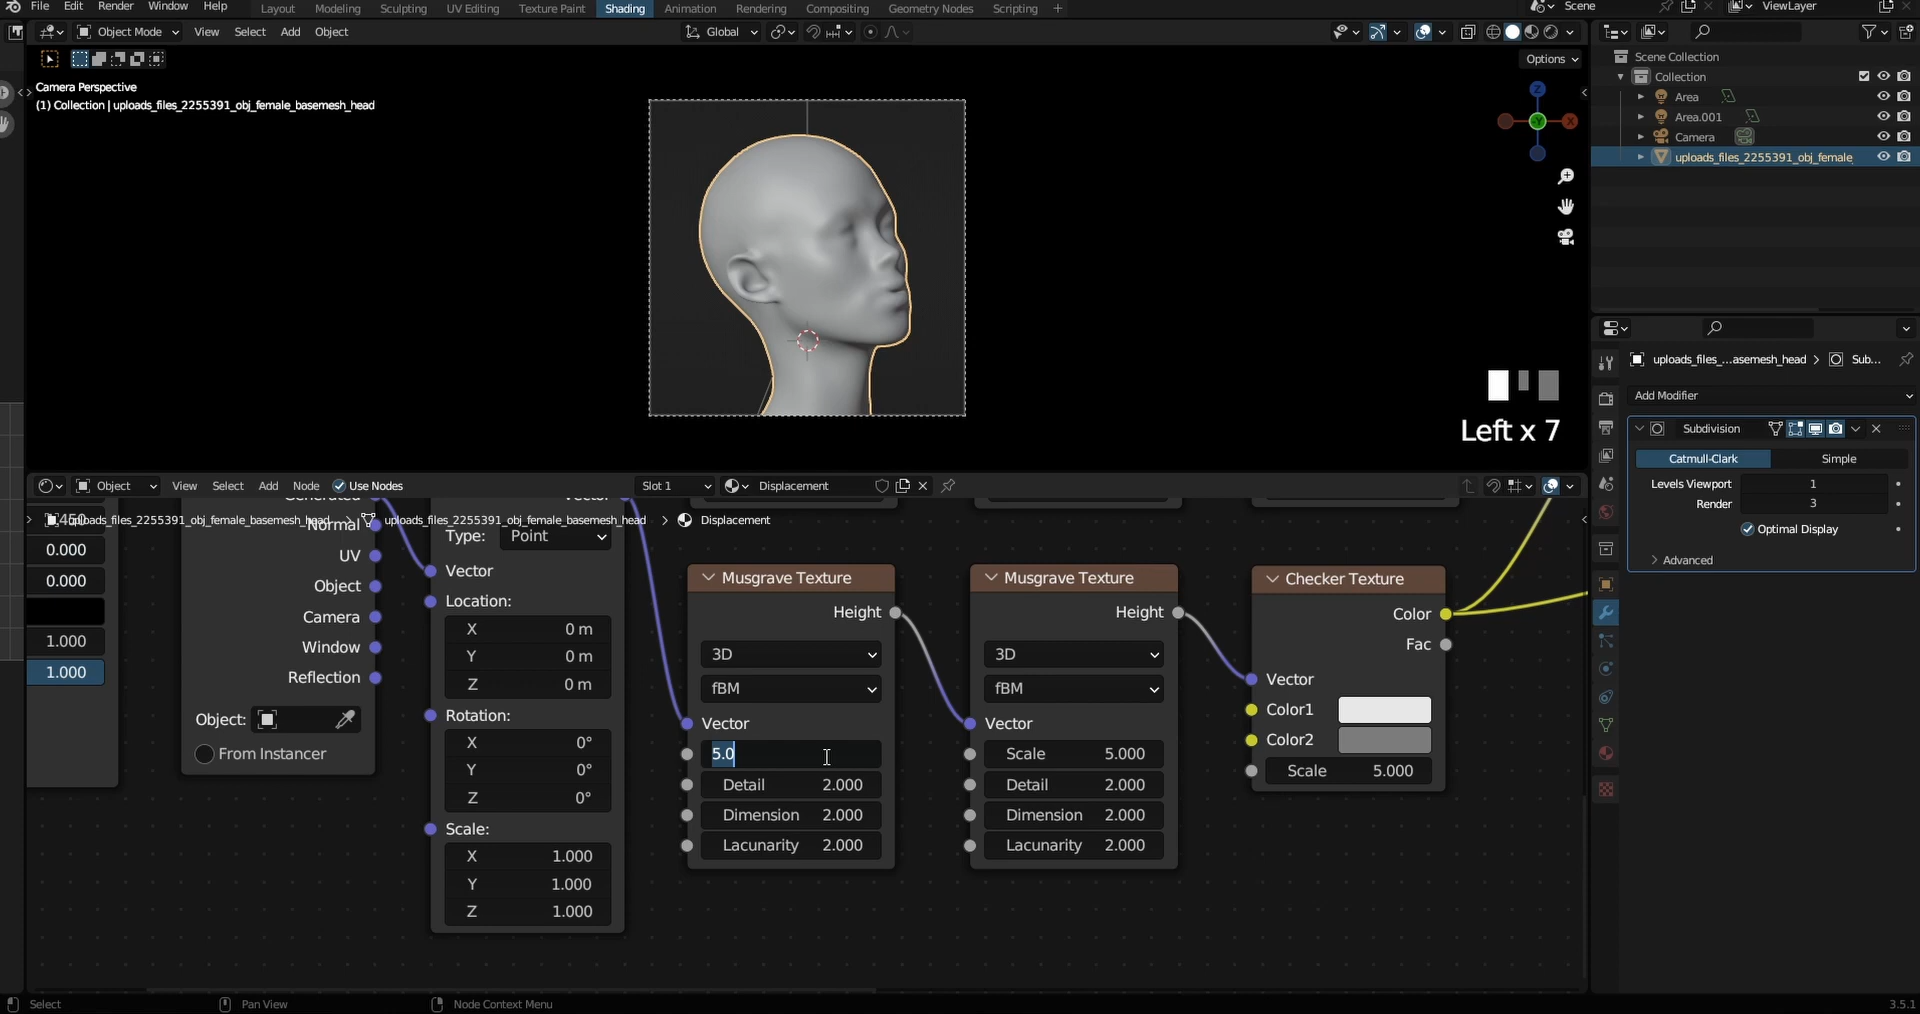 File Edit Render Window Help Layout Modeling Sculpting UV Editing Texture Paint Shading Animation Rendering Compositing Geometry Nodes Scripting + Scene ViewLayer
Object Mode View Select Add Object Global
Options
Camera Perspective
(1) Collection | uploads_files_2255391_obj_female_basemesh_head
Z
Y
X
Scene Collection
Collection
Area
Area.001
Camera
uploads_files_2255391_obj_female
Left x 7
uploads_files_...asemesh_head > Sub...
Add Modifier
Subdivision
Catmull-Clark Simple
Levels Viewport 1
Render 3
Optimal Display
Advanced
Object View Select Add Node Use Nodes Slot 1 Displacement
uploads_files_2255391_obj_female_basemesh_head > uploads_files_2255391_obj_female_basemesh_head > Displacement
0.000
0.000
1.000
1.000
Generated
Normal
UV
Object
Camera
Window
Reflection
Object:
From Instancer
Vector
Type: Point
Vector
Location:
X 0 m
Y 0 m
Z 0 m
Rotation:
X 0°
Y 0°
Z 0°
Scale:
X 1.000
Y 1.000
Z 1.000
Musgrave Texture
Height
3D
fBM
Vector
5.0
Detail 2.000
Dimension 2.000
Lacunarity 2.000
Musgrave Texture
Height
3D
fBM
Vector
Scale 5.000
Detail 2.000
Dimension 2.000
Lacunarity 2.000
Checker Texture
Color
Fac
Vector
Color1
Color2
Scale 5.000
Select Pan View Node Context Menu 3.5.1